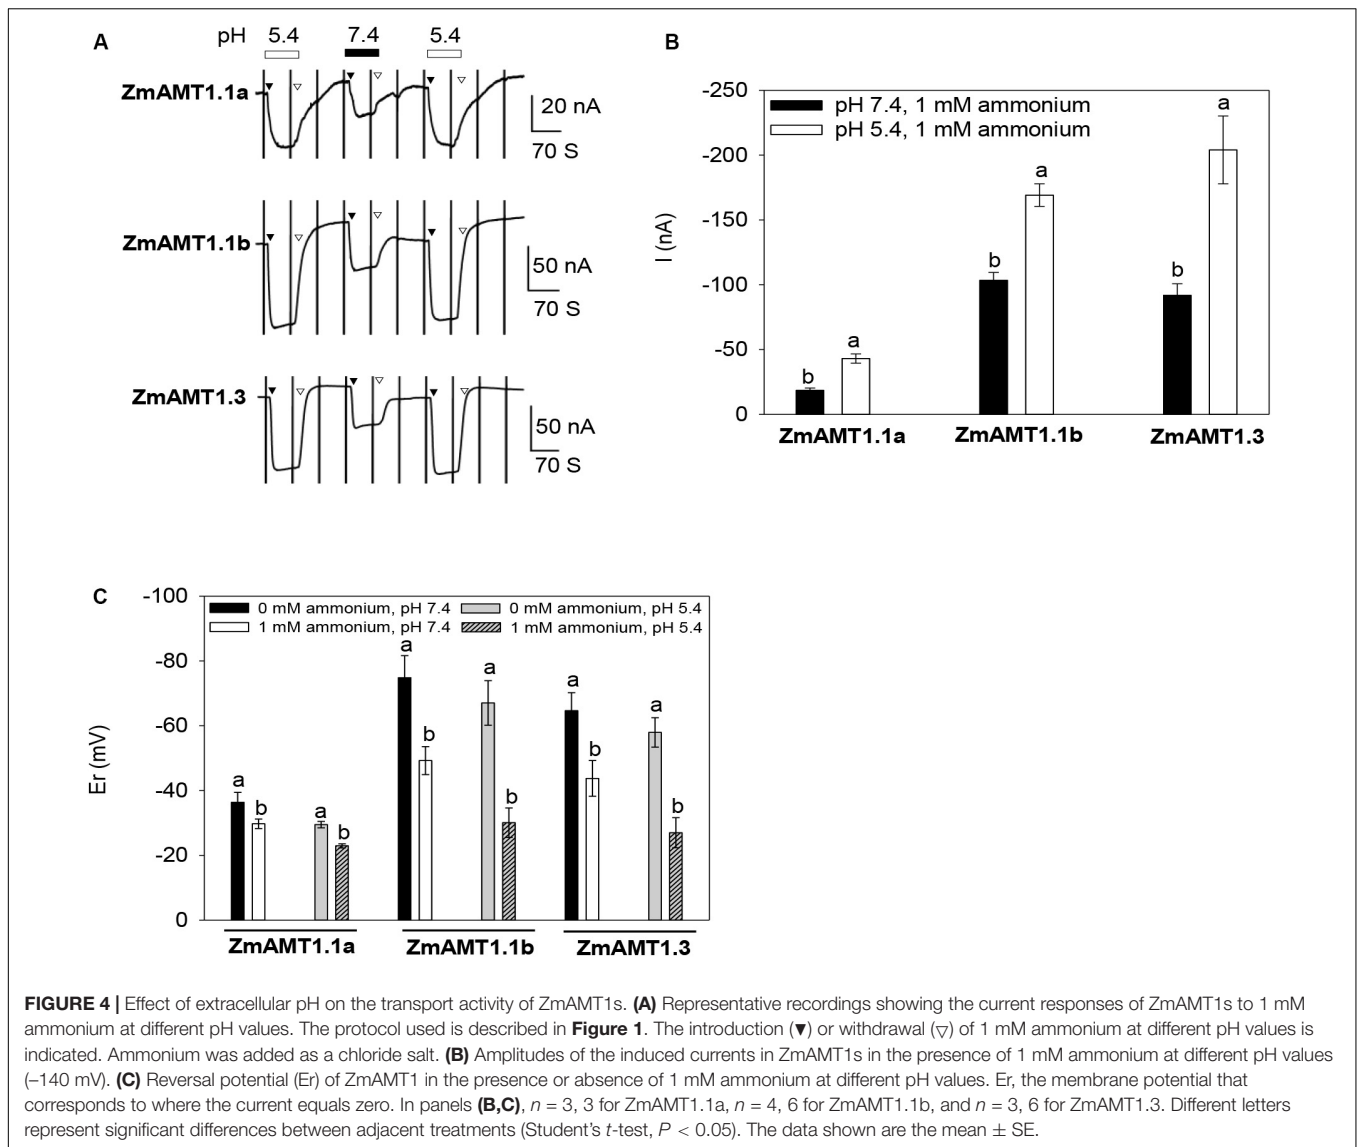 A
pH 5.4 7.4 5.4
ZmAMT1.1a
20 nA
70 S
ZmAMT1.1b
50 nA
70 S
ZmAMT1.3
50 nA
70 S
B
-250
-200
-150
-100
-50
0
I (nA)
pH 7.4, 1 mM ammonium
pH 5.4, 1 mM ammonium
b a b a b a
ZmAMT1.1a ZmAMT1.1b ZmAMT1.3
C
-100
-80
-60
-40
-20
0
Er (mV)
0 mM ammonium, pH 7.4 0 mM ammonium, pH 5.4
1 mM ammonium, pH 7.4 1 mM ammonium, pH 5.4
a b a b a b a b a b a b
ZmAMT1.1a ZmAMT1.1b ZmAMT1.3
FIGURE 4 | Effect of extracellular pH on the transport activity of ZmAMT1s. (A) Representative recordings showing the current responses of ZmAMT1s to 1 mM
ammonium at different pH values. The protocol used is described in Figure 1. The introduction (▼) or withdrawal (▽) of 1 mM ammonium at different pH values is
indicated. Ammonium was added as a chloride salt. (B) Amplitudes of the induced currents in ZmAMT1s in the presence of 1 mM ammonium at different pH values
(–140 mV). (C) Reversal potential (Er) of ZmAMT1 in the presence or absence of 1 mM ammonium at different pH values. Er, the membrane potential that
corresponds to where the current equals zero. In panels (B,C), n = 3, 3 for ZmAMT1.1a, n = 4, 6 for ZmAMT1.1b, and n = 3, 6 for ZmAMT1.3. Different letters
represent significant differences between adjacent treatments (Student's t-test, P < 0.05). The data shown are the mean ± SE.